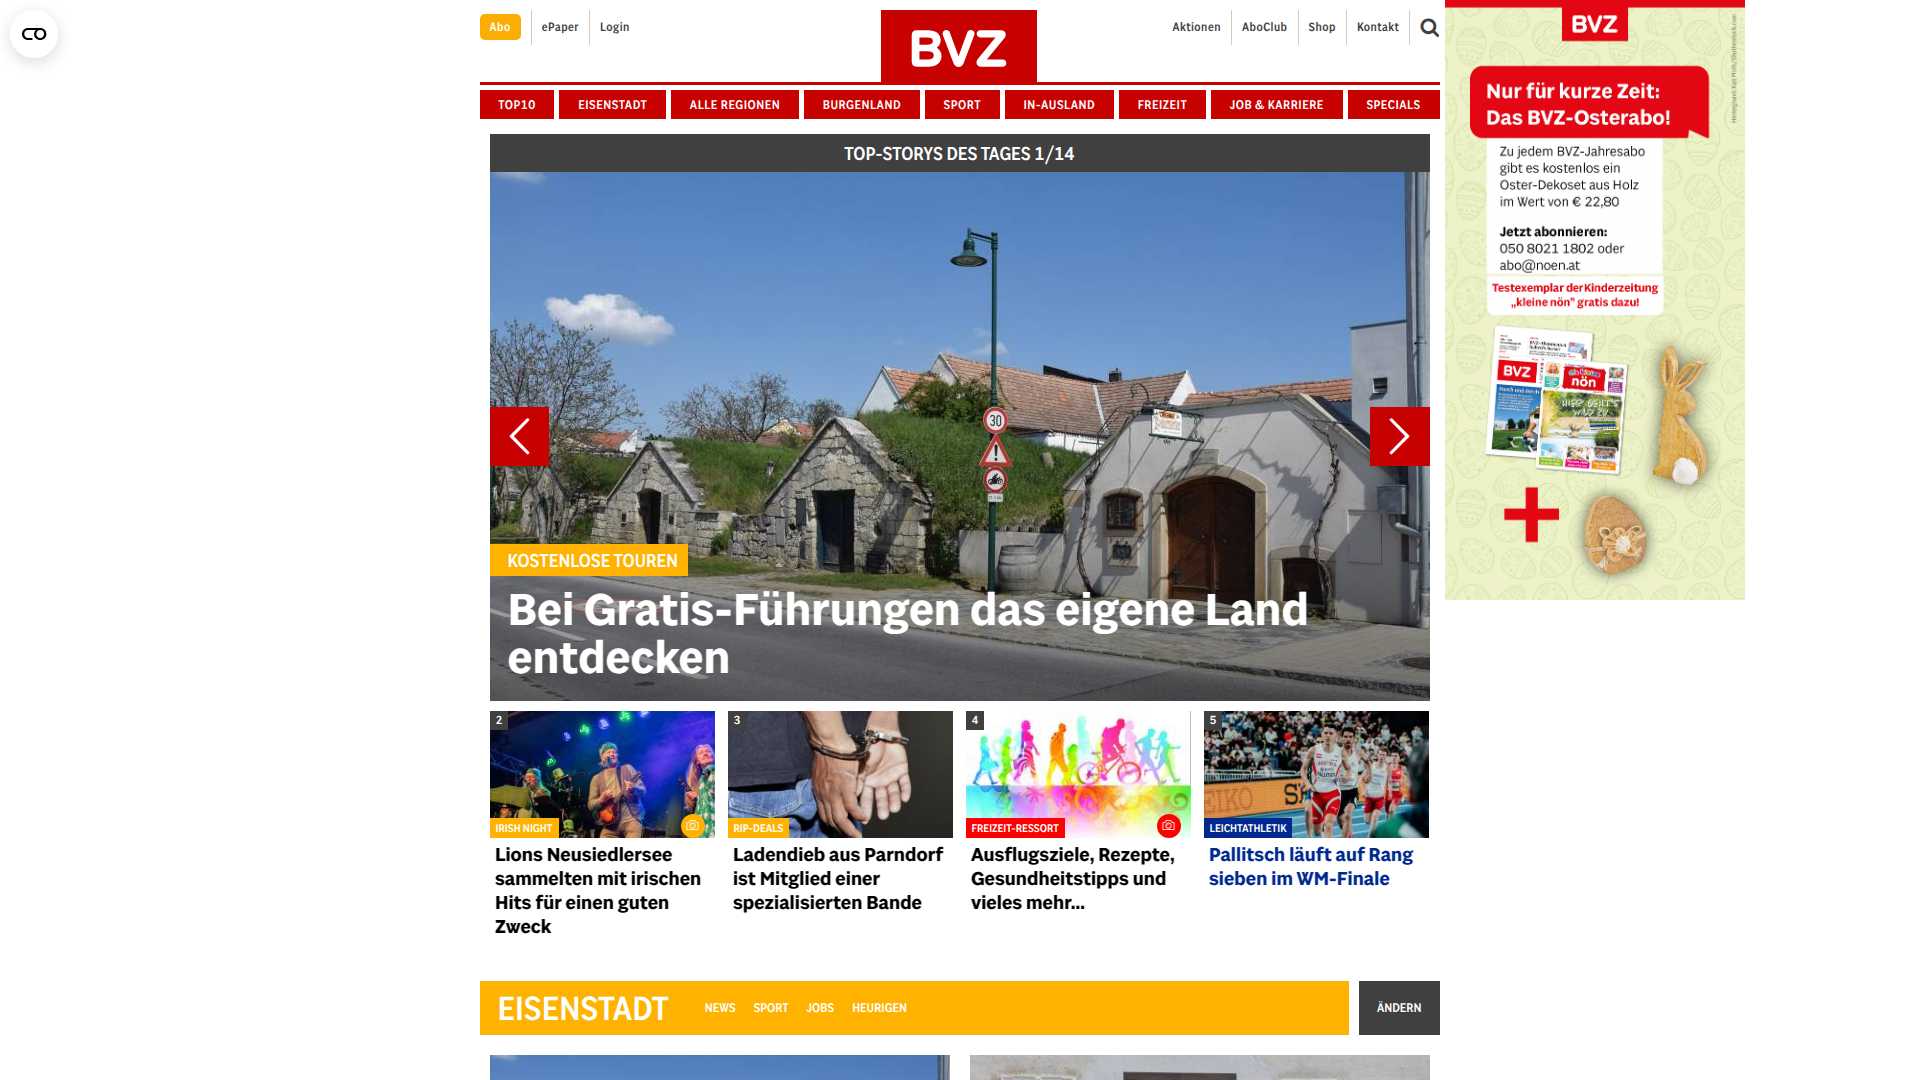 Abo
ePaper
Login
BVZ
Aktionen
AboClub
Shop
Kontakt
TOP10
EISENSTADT
ALLE REGIONEN
BURGENLAND
SPORT
IN-AUSLAND
FREIZEIT
JOB & KARRIERE
SPECIALS
TOP-STORYS DES TAGES 1/14
30
KOSTENLOSE TOUREN
Bei Gratis-Führungen das eigene Land
entdecken
2
IRISH NIGHT
Lions Neusiedlersee
sammelten mit irischen
Hits für einen guten
Zweck
3
RIP-DEALS
Ladendieb aus Parndorf
ist Mitglied einer
spezialisierten Bande
4
FREIZEIT-RESSORT
Ausflugsziele, Rezepte,
Gesundheitstipps und
vieles mehr...
5
LEICHTATHLETIK
Pallitsch läuft auf Rang
sieben im WM-Finale
EISENSTADT
NEWS
SPORT
JOBS
HEURIGEN
ÄNDERN
BVZ
Nur für kurze Zeit:
Das BVZ-Osterabo!
Zu jedem BVZ-Jahresabo
gibt es kostenlos ein
Oster-Dekoset aus Holz
im Wert von € 22,80
Jetzt abonnieren:
050 8021 1802 oder
abo@noen.at
Testexemplar der Kinderzeitung
„kleine nön" gratis dazu!
BVZ
nön